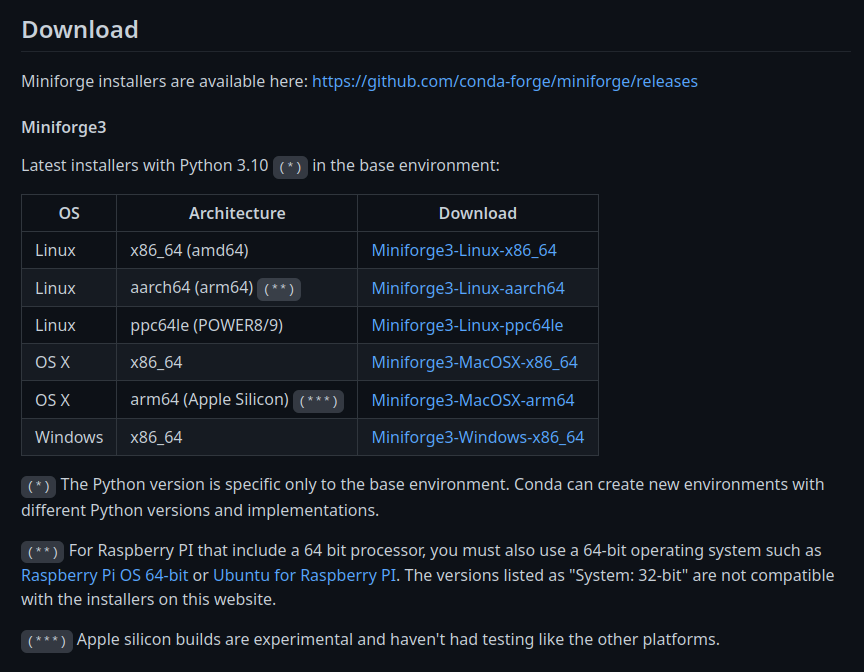 Download
Miniforge installers are available here: https://github.com/conda-forge/miniforge/releases
Miniforge3
Latest installers with Python 3.10 (*) in the base environment:
OS Architecture Download
Linux x86_64 (amd64) Miniforge3-Linux-x86_64
Linux aarch64 (arm64) (**) Miniforge3-Linux-aarch64
Linux ppc64le (POWER8/9) Miniforge3-Linux-ppc64le
OS X x86_64 Miniforge3-MacOSX-x86_64
OS X arm64 (Apple Silicon) (***) Miniforge3-MacOSX-arm64
Windows x86_64 Miniforge3-Windows-x86_64
(*) The Python version is specific only to the base environment. Conda can create new environments with
different Python versions and implementations.
(**) For Raspberry PI that include a 64 bit processor, you must also use a 64-bit operating system such as
Raspberry Pi OS 64-bit or Ubuntu for Raspberry PI. The versions listed as "System: 32-bit" are not compatible
with the installers on this website.
(***) Apple silicon builds are experimental and haven't had testing like the other platforms.